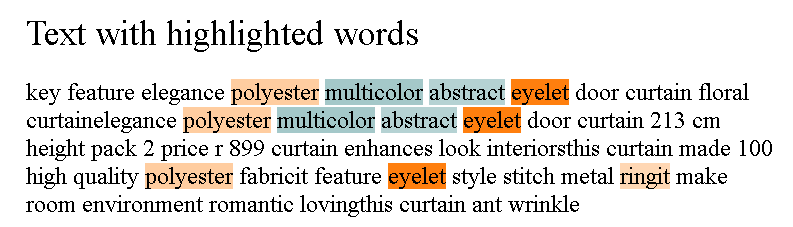 Text with highlighted words
key feature elegance polyester multicolor abstract eyelet door curtain floral
curtainelegance polyester multicolor abstract eyelet door curtain 213 cm
height pack 2 price r 899 curtain enhances look interiorsthis curtain made 100
high quality polyester fabricit feature eyelet style stitch metal ringit make
room environment romantic lovingthis curtain ant wrinkle